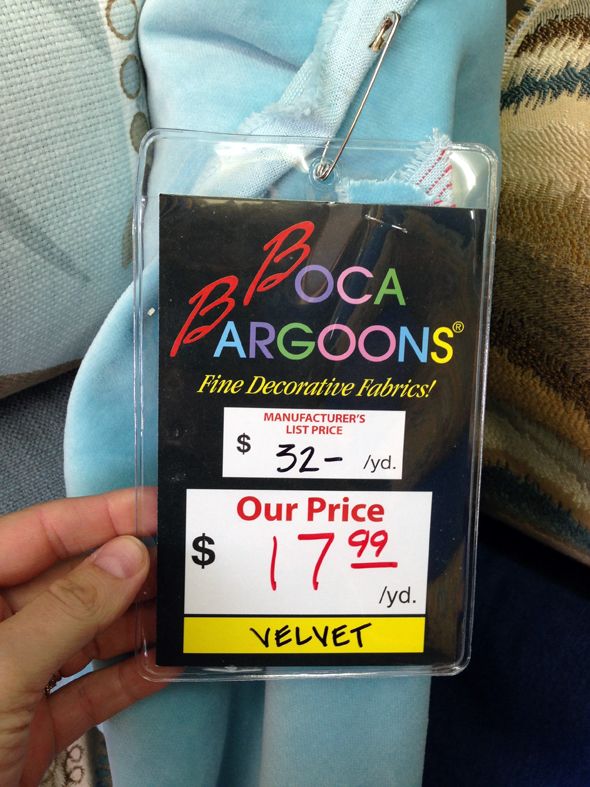 BOCA
BARGOONS®
Fine Decorative Fabrics!
MANUFACTURER'S
LIST PRICE
$ 32- /yd.
Our Price
$ 17 99
/yd.
VELVET